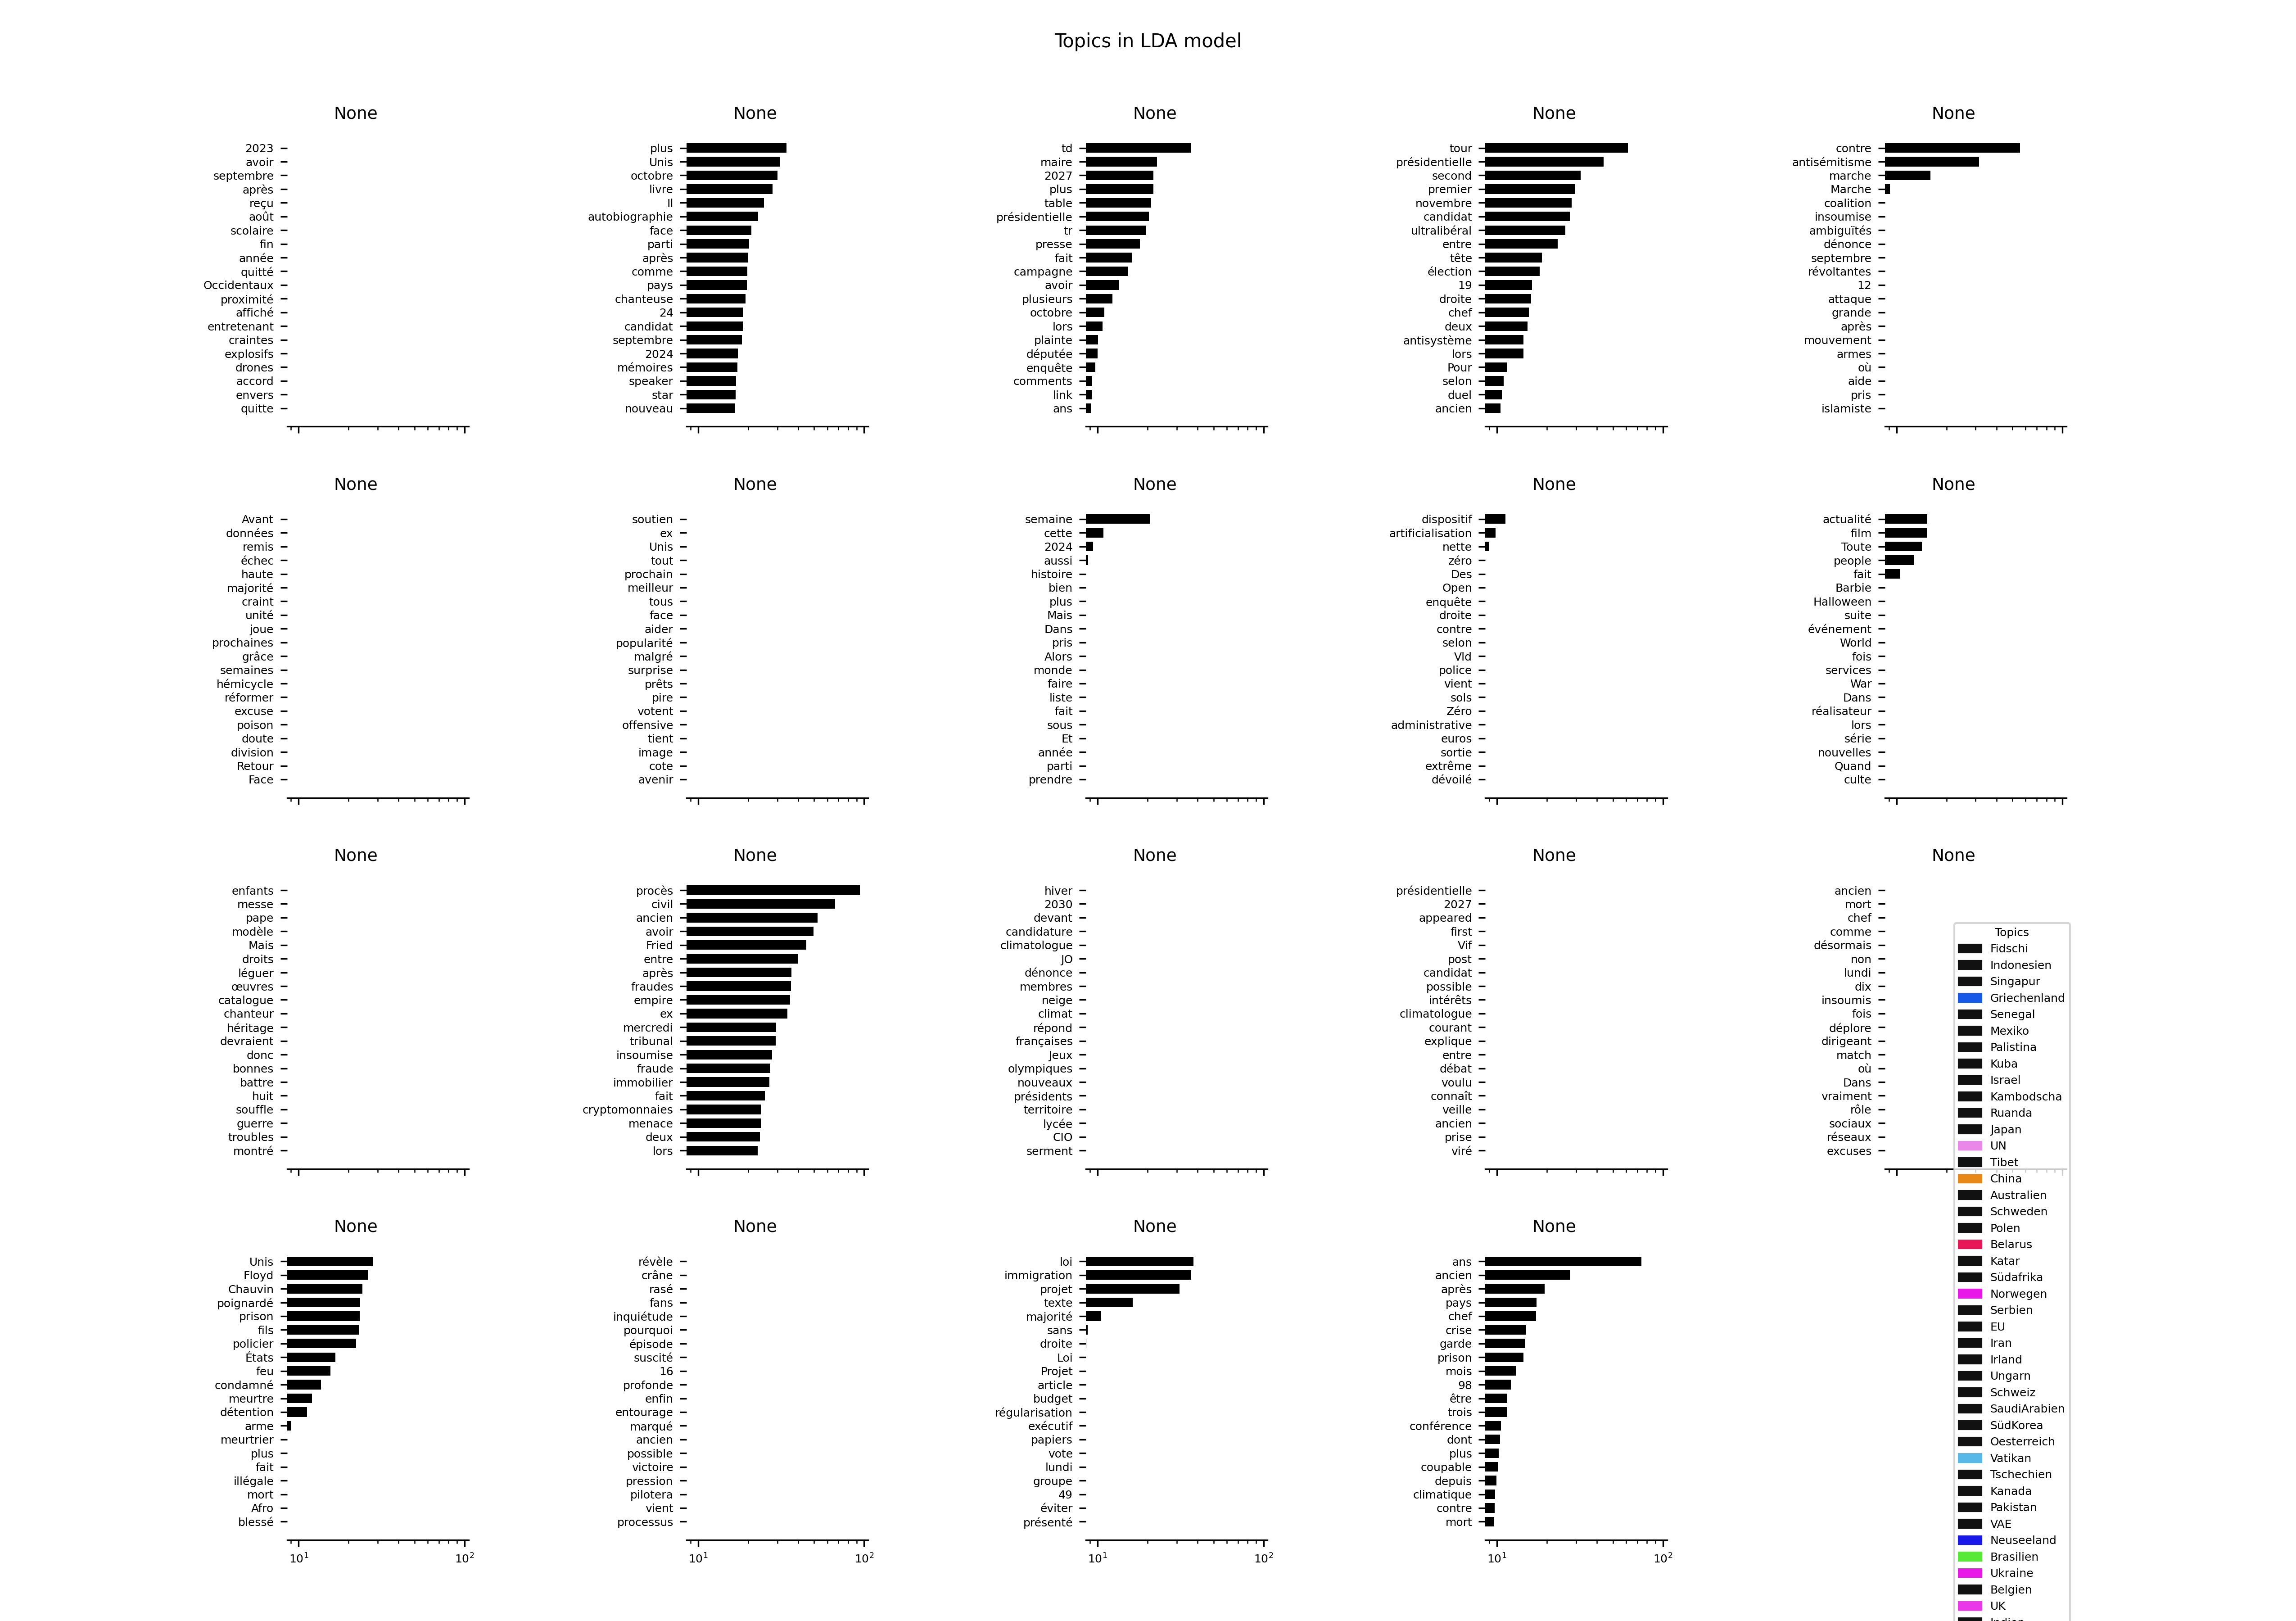 Topics in LDA model
None
2023
avoir
septembre
après
reçu
août
scolaire
fin
année
quitté
Occidentaux
proximité
affiché
entretenant
craintes
explosifs
drones
accord
envers
quitte
None
plus
Unis
octobre
livre
Il
autobiographie
face
parti
après
comme
pays
chanteuse
24
candidat
septembre
2024
mémoires
speaker
star
nouveau
None
td
maire
2027
plus
table
présidentielle
tr
presse
fait
campagne
avoir
plusieurs
octobre
lors
plainte
députée
enquête
comments
link
ans
None
tour
présidentielle
second
premier
novembre
candidat
ultralibéral
entre
tête
élection
19
droite
chef
deux
antisystème
lors
Pour
selon
duel
ancien
None
contre
antisémitisme
marche
Marche
coalition
insoumise
ambiguïtés
dénonce
septembre
révoltantes
12
attaque
grande
après
mouvement
armes
où
aide
pris
islamiste
None
Avant
données
remis
échec
haute
majorité
craint
unité
joue
prochaines
grâce
semaines
hémicycle
réformer
excuse
poison
doute
division
Retour
Face
None
soutien
ex
Unis
tout
prochain
meilleur
tous
face
aider
popularité
malgré
surprise
prêts
pire
votent
offensive
tient
image
cote
avenir
None
semaine
cette
2024
aussi
histoire
bien
plus
Mais
Dans
pris
Alors
monde
faire
liste
fait
sous
Et
année
parti
prendre
None
dispositif
artificialisation
nette
zéro
Des
Open
enquête
droite
contre
selon
Vld
police
vient
sols
Zéro
administrative
euros
sortie
extrême
dévoilé
None
actualité
film
Toute
people
fait
Barbie
Halloween
suite
événement
World
fois
services
War
Dans
réalisateur
lors
série
nouvelles
Quand
culte
None
enfants
messe
pape
modèle
Mais
droits
léguer
œuvres
catalogue
chanteur
héritage
devraient
donc
bonnes
battre
huit
souffle
guerre
troubles
montré
None
procès
civil
ancien
avoir
Fried
entre
après
fraudes
empire
ex
mercredi
tribunal
insoumise
fraude
immobilier
fait
cryptomonnaies
menace
deux
lors
None
hiver
2030
devant
candidature
climatologue
JO
dénonce
membres
neige
climat
répond
françaises
Jeux
olympiques
nouveaux
présidents
territoire
lycée
CIO
serment
None
présidentielle
2027
appeared
first
Vif
post
candidat
possible
intérêts
climatologue
courant
explique
entre
débat
voulu
connaît
veille
ancien
prise
viré
None
ancien
mort
chef
comme
désormais
non
lundi
dix
insoumis
fois
déplore
dirigeant
match
où
Dans
vraiment
rôle
sociaux
réseaux
excuses
None
Unis
Floyd
Chauvin
poignardé
prison
fils
policier
États
feu
condamné
meurtre
détention
arme
meurtrier
plus
fait
illégale
mort
Afro
blessé
10¹ 10²
None
révèle
crâne
rasé
fans
inquiétude
pourquoi
épisode
suscité
16
profonde
enfin
entourage
marqué
ancien
possible
victoire
pression
pilotera
vient
processus
10¹ 10²
None
loi
immigration
projet
texte
majorité
sans
droite
Loi
Projet
article
budget
régularisation
exécutif
papiers
vote
lundi
groupe
49
éviter
présenté
10¹ 10²
None
ans
ancien
après
pays
chef
crise
garde
prison
mois
98
être
trois
conférence
dont
plus
coupable
depuis
climatique
contre
mort
10¹ 10²
Topics
Fidschi
Indonesien
Singapur
Griechenland
Senegal
Mexiko
Palistina
Kuba
Israel
Kambodscha
Ruanda
Japan
UN
Tibet
China
Australien
Schweden
Polen
Belarus
Katar
Südafrika
Norwegen
Serbien
EU
Iran
Irland
Ungarn
Schweiz
SaudiArabien
SüdKorea
Oesterreich
Vatikan
Tschechien
Kanada
Pakistan
VAE
Neuseeland
Brasilien
Ukraine
Belgien
UK